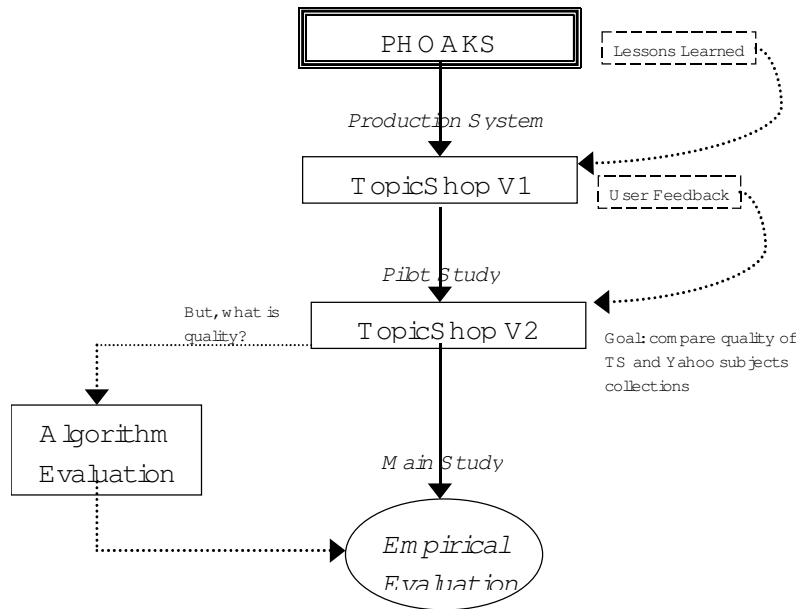 PHOAKS
Lessons Learned
Production System
TopicShop V1
User Feedback
Pilot Study
But, what is
quality?
TopicShop V2
Goal: compare quality of
TS and Yahoo subjects
collections
Algorithm
Evaluation
Main Study
Empirical
Evaluation